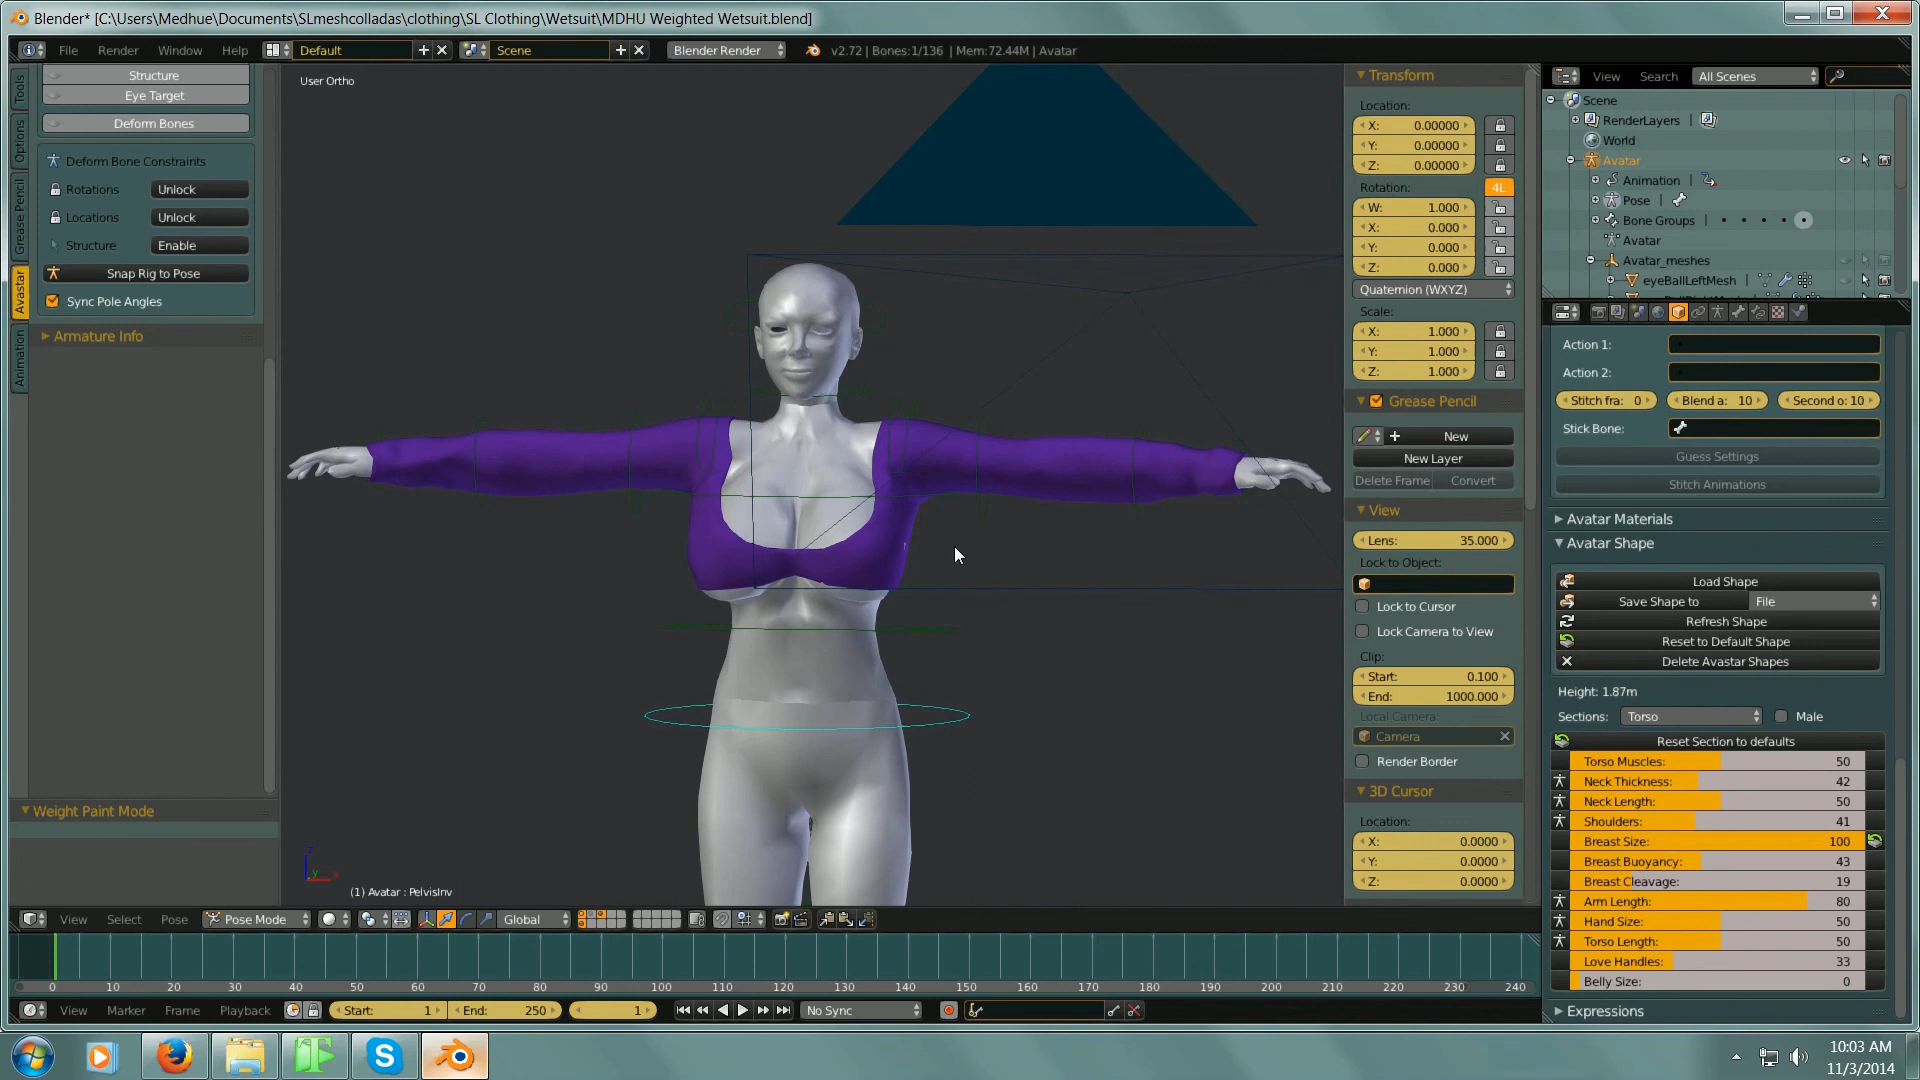 Blender* [C:\Users\Medhue\Documents\SLmeshcolladas\clothing\SL Clothing\Wetsuit\MDHU Weighted Wetsuit.blend]
File Render Window Help Default Scene Blender Render v2.72 | Bones:1/136 | Mem:72.44M | Avatar
Tools
Options
Grease Pencil
Avastar
Animation
Structure
Eye Target
Deform Bones
Deform Bone Constraints
Rotations Unlock
Locations Unlock
Structure Enable
Snap Rig to Pose
Sync Pole Angles
Armature Info
Weight Paint Mode
User Ortho
(1) Avatar : PelvisInv
Transform
Location:
X: 0.00000
Y: 0.00000
Z: 0.00000
Rotation: 4L
W: 1.000
X: 0.000
Y: 0.000
Z: 0.000
Quaternion (WXYZ)
Scale:
X: 1.000
Y: 1.000
Z: 1.000
Grease Pencil
New
New Layer
Delete Frame Convert
View
Lens: 35.000
Lock to Object:
Lock to Cursor
Lock Camera to View
Clip:
Start: 0.100
End: 1000.000
Local Camera:
Camera
Render Border
3D Cursor
Location:
X: 0.0000
Y: 0.0000
Z: 0.0000
View Search All Scenes
Scene
RenderLayers
World
Avatar
Animation
Pose
Bone Groups
Avatar
Avatar_meshes
eyeBallLeftMesh
Action 1:
Action 2:
Stitch fra: 0 Blend a: 10 Second o: 10
Stick Bone:
Guess Settings
Stitch Animations
Avatar Materials
Avatar Shape
Load Shape
Save Shape to File
Refresh Shape
Reset to Default Shape
Delete Avastar Shapes
Height: 1.87m
Sections: Torso Male
Reset Section to defaults
Torso Muscles: 50
Neck Thickness: 42
Neck Length: 50
Shoulders: 41
Breast Size: 100
Breast Buoyancy: 43
Breast Cleavage: 19
Arm Length: 80
Hand Size: 50
Torso Length: 50
Love Handles: 33
Belly Size: 0
Expressions
View Select Pose Pose Mode Global
0 10 20 30 40 50 60 70 80 90 100 110 120 130 140 150 160 170 180 190 200 210 220 230 240
View Marker Frame Playback Start: 1 End: 250 1 No Sync
10:03 AM
11/3/2014